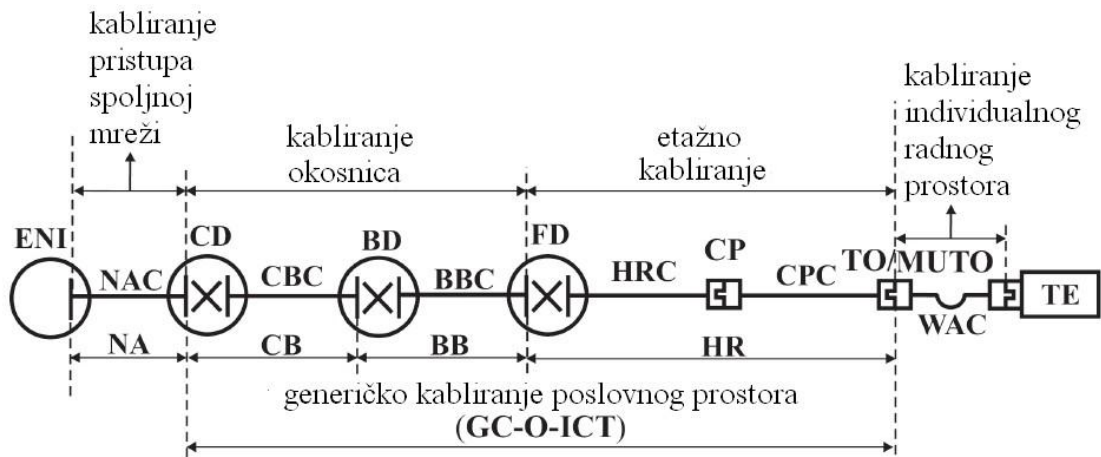 kabliranje
pristupa
spoljnoj
mreži
kabliranje
okosnica
etažno
kabliranje
kabliranje
individualnog
radnog
prostora
ENI
CD
BD
FD
CP
TO/MUTO
NAC
CBC
BBC
HRC
CPC
WAC
TE
NA
CB
BB
HR
generičko kabliranje poslovnog prostora
(GC-O-ICT)